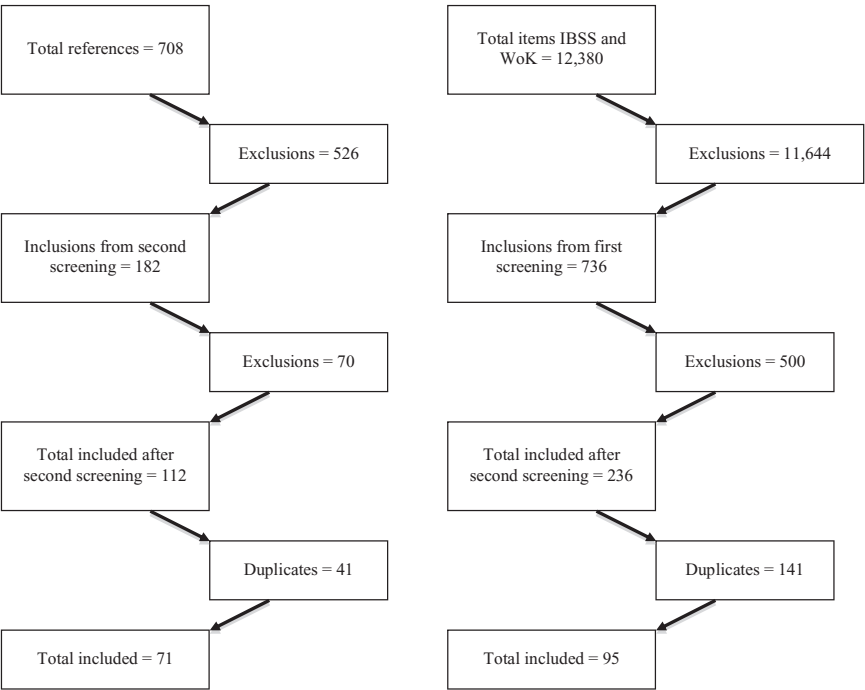 Total references = 708
Exclusions = 526
Inclusions from second
screening = 182
Exclusions = 70
Total included after
second screening = 112
Duplicates = 41
Total included = 71
Total items IBSS and
WoK = 12,380
Exclusions = 11,644
Inclusions from first
screening = 736
Exclusions = 500
Total included after
second screening = 236
Duplicates = 141
Total included = 95